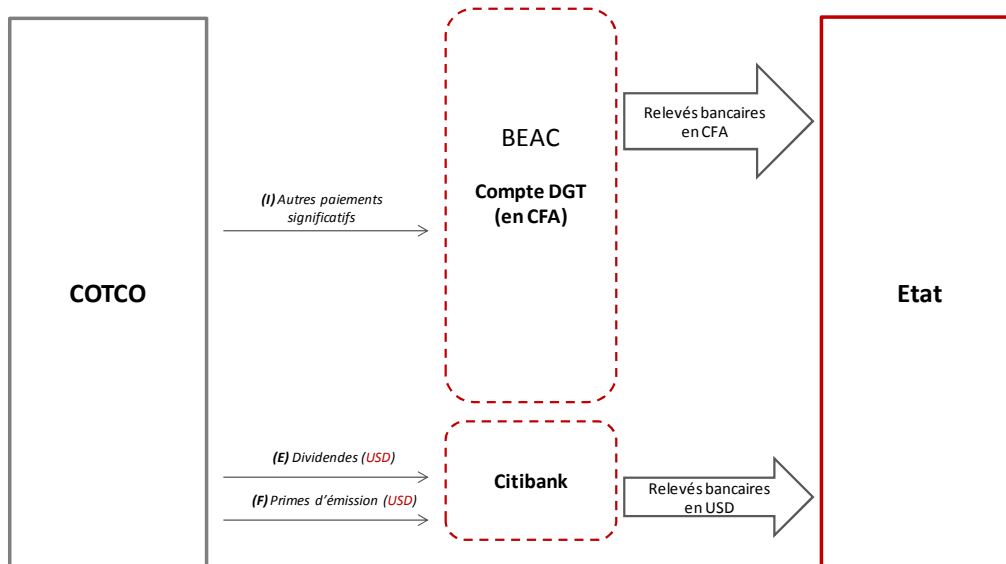 COTCO
(I) Autres paiements
significatifs
(E) Dividendes (USD)
(F) Primes d'émission (USD)
BEAC
Compte DGT
(en CFA)
Citibank
Relevés bancaires
en CFA
Relevés bancaires
en USD
Etat